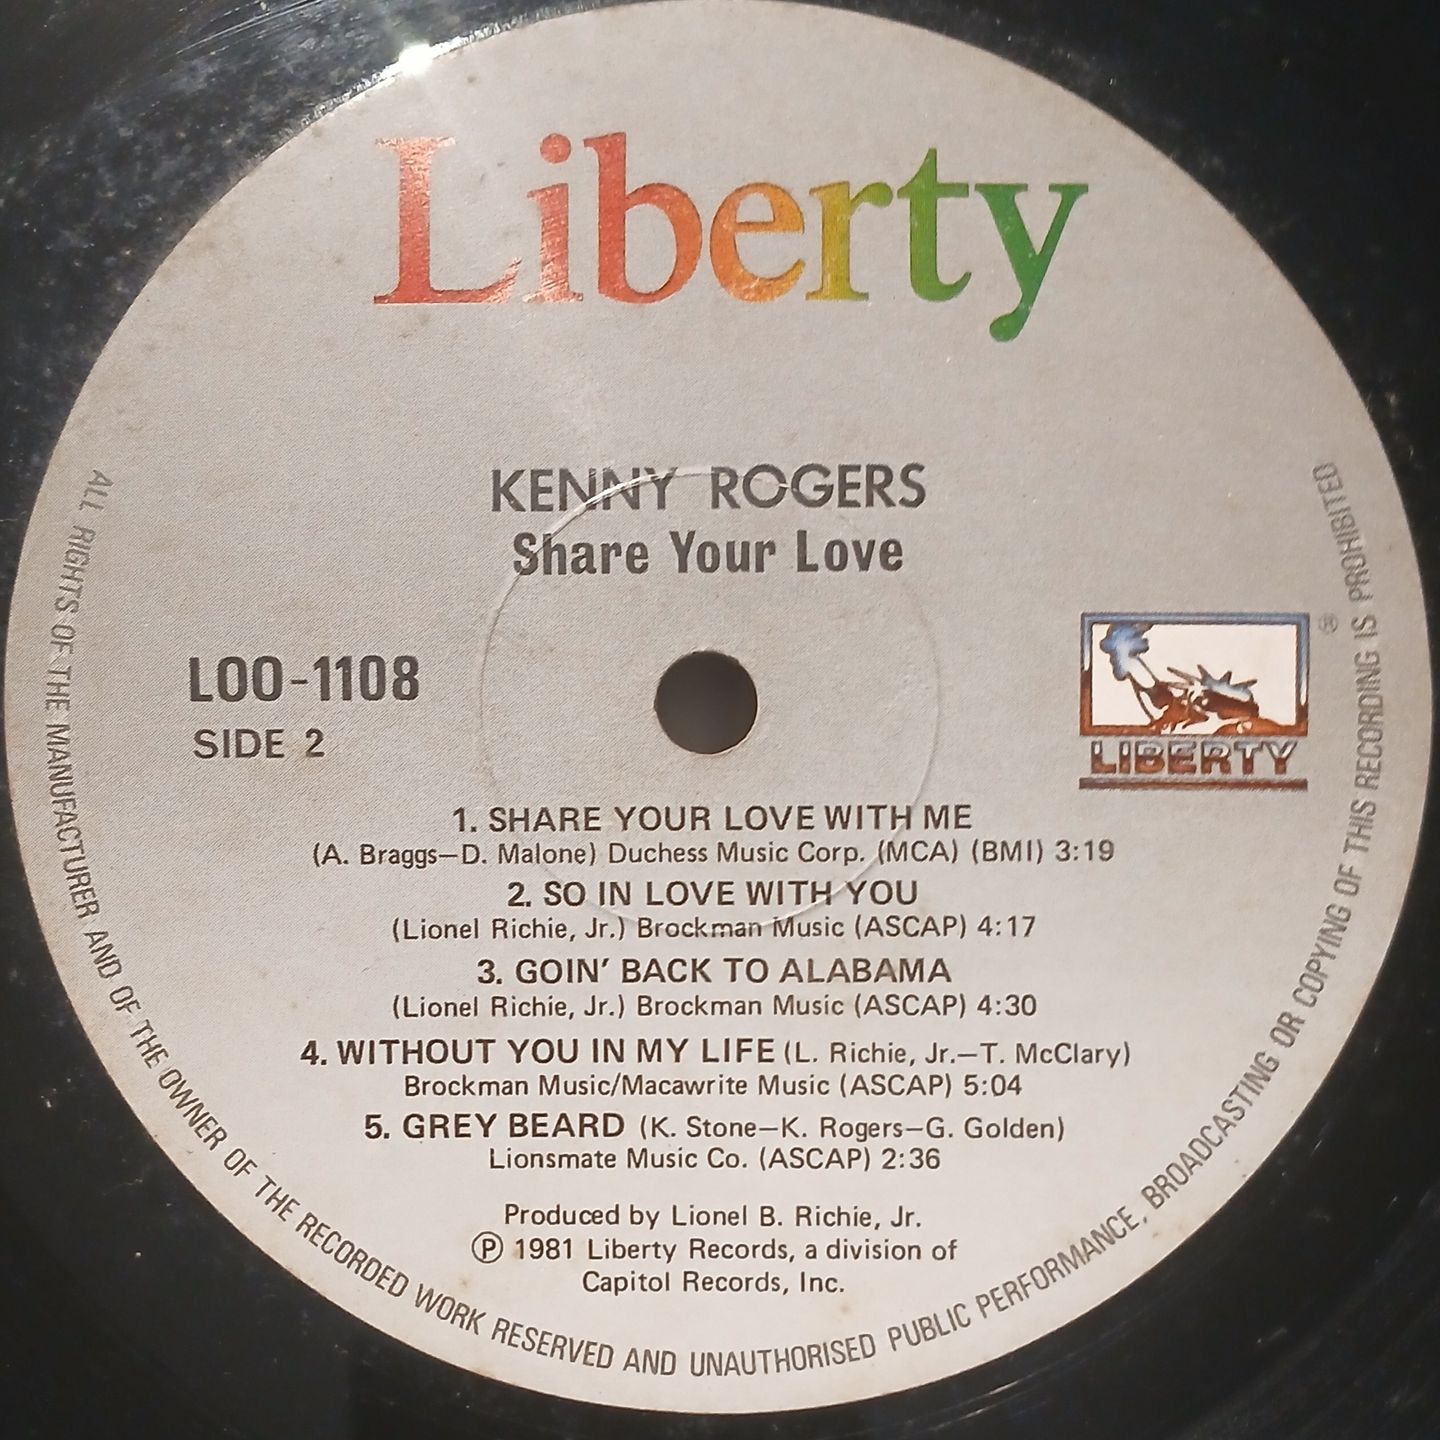 Liberty
KENNY ROGERS
Share Your Love
LOO-1108
SIDE 2
LIBERTY
®
1. SHARE YOUR LOVE WITH ME
(A. Braggs—D. Malone) Duchess Music Corp. (MCA) (BMI) 3:19
2. SO IN LOVE WITH YOU
(Lionel Richie, Jr.) Brockman Music (ASCAP) 4:17
3. GOIN' BACK TO ALABAMA
(Lionel Richie, Jr.) Brockman Music (ASCAP) 4:30
4. WITHOUT YOU IN MY LIFE (L. Richie, Jr.—T. McClary)
Brockman Music/Macawrite Music (ASCAP) 5:04
5. GREY BEARD (K. Stone—K. Rogers—G. Golden)
Lionsmate Music Co. (ASCAP) 2:36
Produced by Lionel B. Richie, Jr.
Ⓟ 1981 Liberty Records, a division of
Capitol Records, Inc.
ALL RIGHTS OF THE MANUFACTURER AND OF THE OWNER OF THE RECORDED WORK RESERVED AND UNAUTHORISED PUBLIC PERFORMANCE, BROADCASTING OR COPYING OF THIS RECORDING IS PROHIBITED